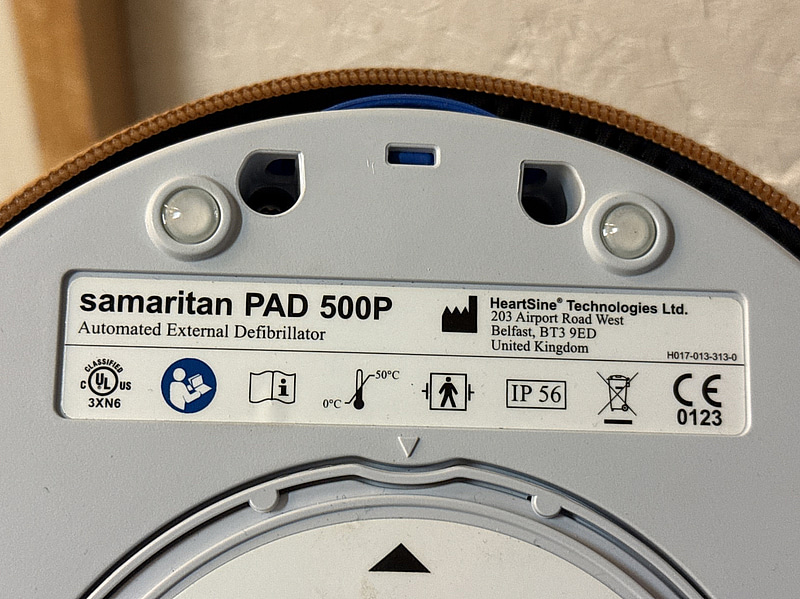 samaritan PAD 500P
Automated External Defibrillator
HeartSine® Technologies Ltd.
203 Airport Road West
Belfast, BT3 9ED
United Kingdom
H017-013-313-0
CLASSIFIED
C UL US
3XN6
i
0°C
50°C
IP 56
CE
0123